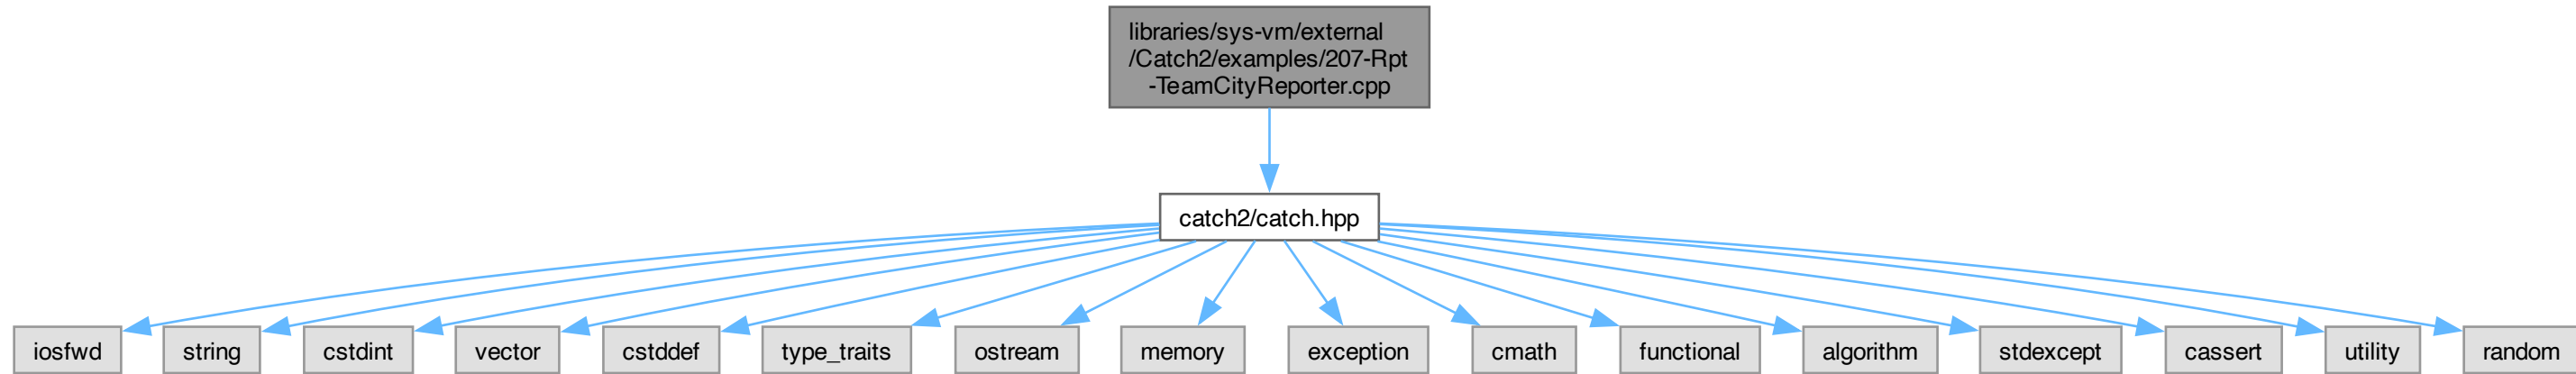 libraries/sys-vm/external
/Catch2/examples/207-Rpt
-TeamCityReporter.cpp
catch2/catch.hpp
iosfwd
string
cstdint
vector
cstddef
type_traits
ostream
memory
exception
cmath
functional
algorithm
stdexcept
cassert
utility
random